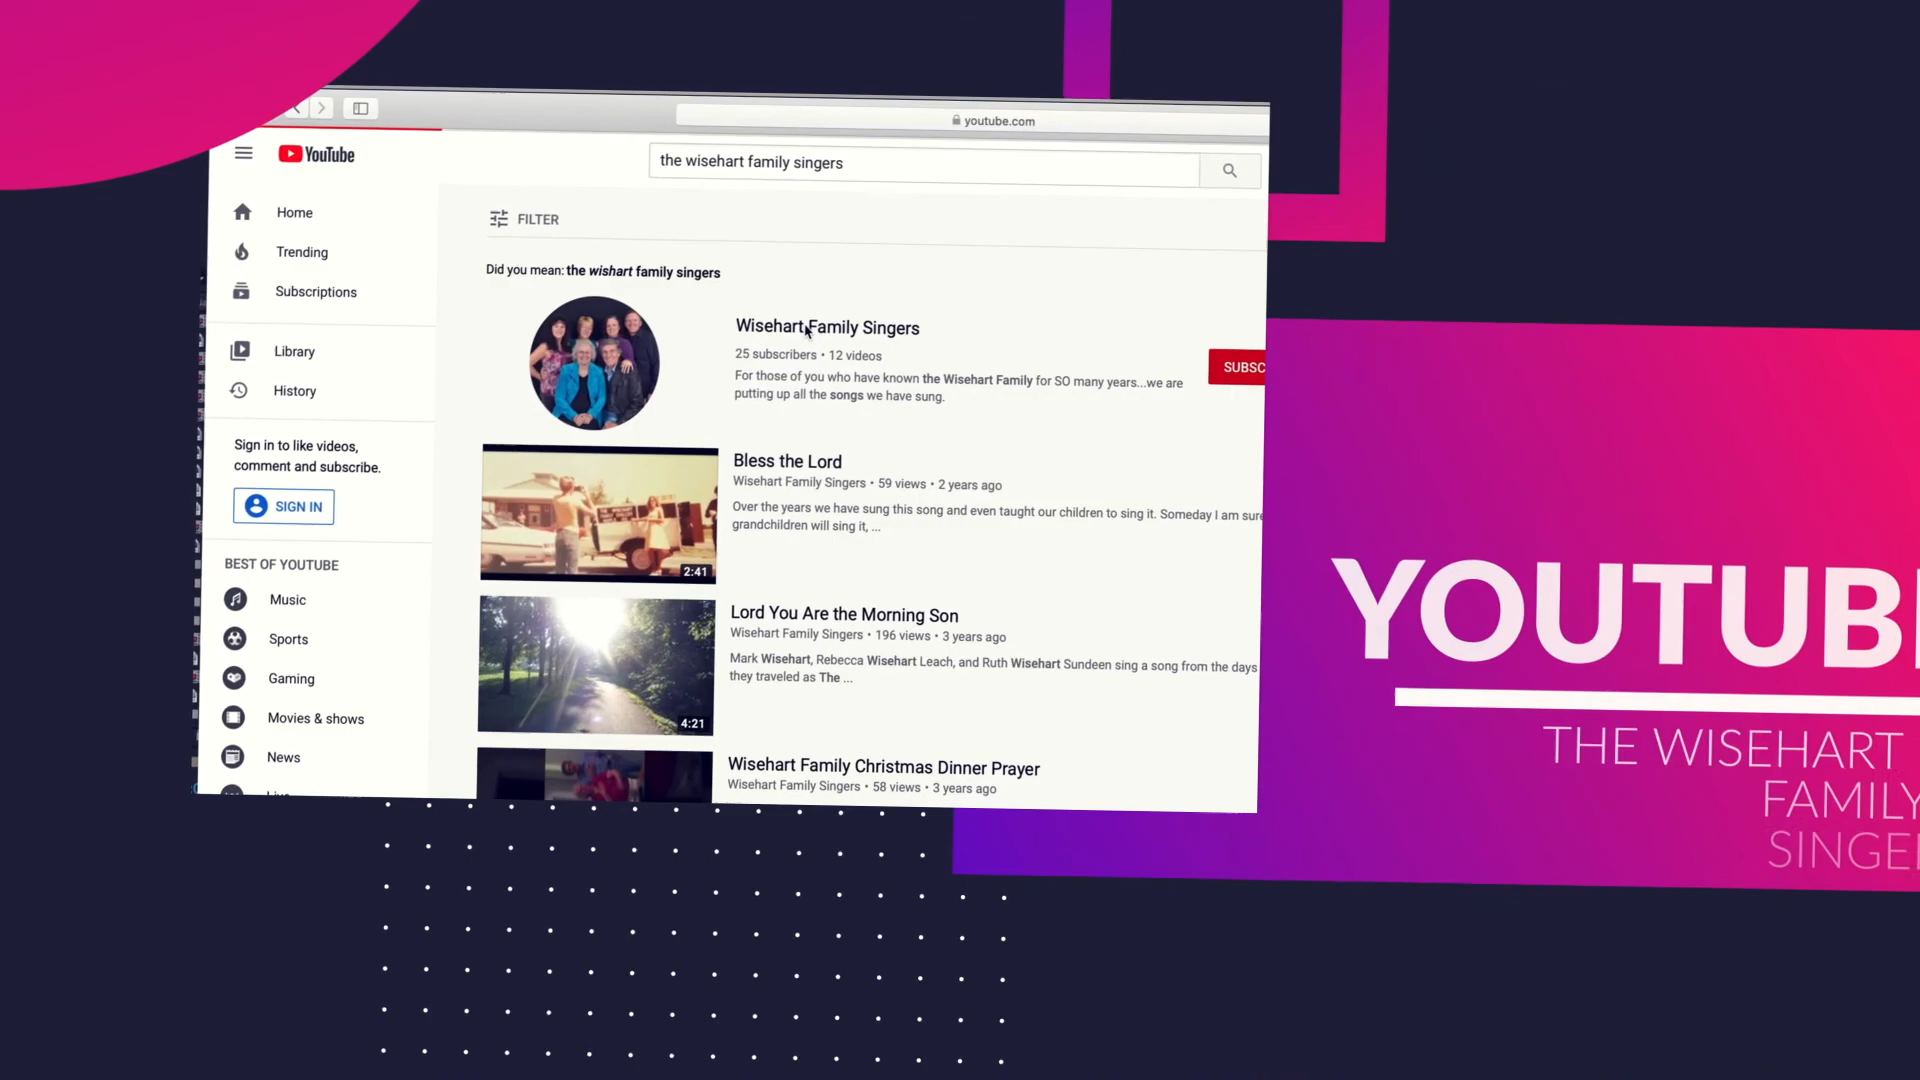 youtube.com
YouTube
the wisehart family singers
Home
Trending
Subscriptions
Library
History
Sign in to like videos,
comment and subscribe.
SIGN IN
BEST OF YOUTUBE
Music
Sports
Gaming
Movies & shows
News
FILTER
Did you mean: the wishart family singers
Wisehart Family Singers
25 subscribers • 12 videos
For those of you who have known the Wisehart Family for SO many years...we are
putting up all the songs we have sung.
SUBSC
Bless the Lord
Wisehart Family Singers • 59 views • 2 years ago
Over the years we have sung this song and even taught our children to sing it. Someday I am sure
grandchildren will sing it, ...
2:41
Lord You Are the Morning Son
Wisehart Family Singers • 196 views • 3 years ago
Mark Wisehart, Rebecca Wisehart Leach, and Ruth Wisehart Sundeen sing a song from the days
they traveled as The ...
4:21
Wisehart Family Christmas Dinner Prayer
Wisehart Family Singers • 58 views • 3 years ago
YOUTUBE
THE WISEHART
FAMILY
SINGE